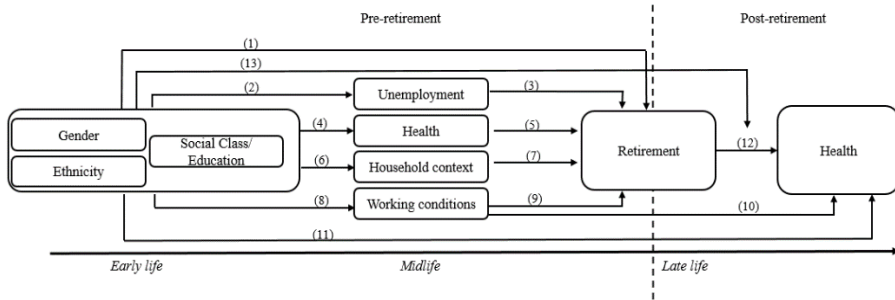 Pre-retirement
Post-retirement
(1)
(13)
(2)
Unemployment
(3)
Gender
Social Class/
Education
Ethnicity
(4)
Health
(5)
(6)
Household context
(7)
(8)
Working conditions
(9)
Retirement
(12)
Health
(10)
(11)
Early life
Midlife
Late life